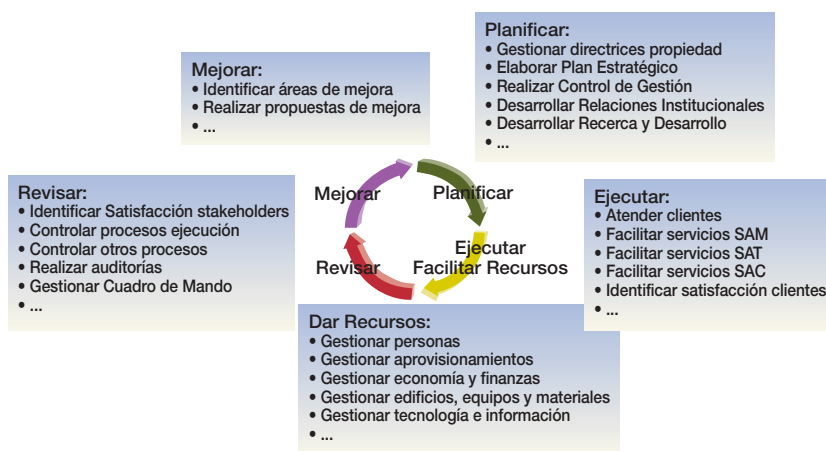 Planificar:
• Gestionar directrices propiedad
• Elaborar Plan Estratégico
• Realizar Control de Gestión
• Desarrollar Relaciones Institucionales
• Desarrollar Recerca y Desarrollo
• ...
Mejorar:
• Identificar áreas de mejora
• Realizar propuestas de mejora
• ...
Revisar:
• Identificar Satisfacción stakeholders
• Controlar procesos ejecución
• Controlar otros procesos
• Realizar auditorías
• Gestionar Cuadro de Mando
• ...
Mejorar
Planificar
Revisar
Ejecutar
Facilitar Recursos
Ejecutar:
• Atender clientes
• Facilitar servicios SAM
• Facilitar servicios SAT
• Facilitar servicios SAC
• Identificar satisfacción clientes
• ...
Dar Recursos:
• Gestionar personas
• Gestionar aprovisionamientos
• Gestionar economía y finanzas
• Gestionar edificios, equipos y materiales
• Gestionar tecnología e información
• ...